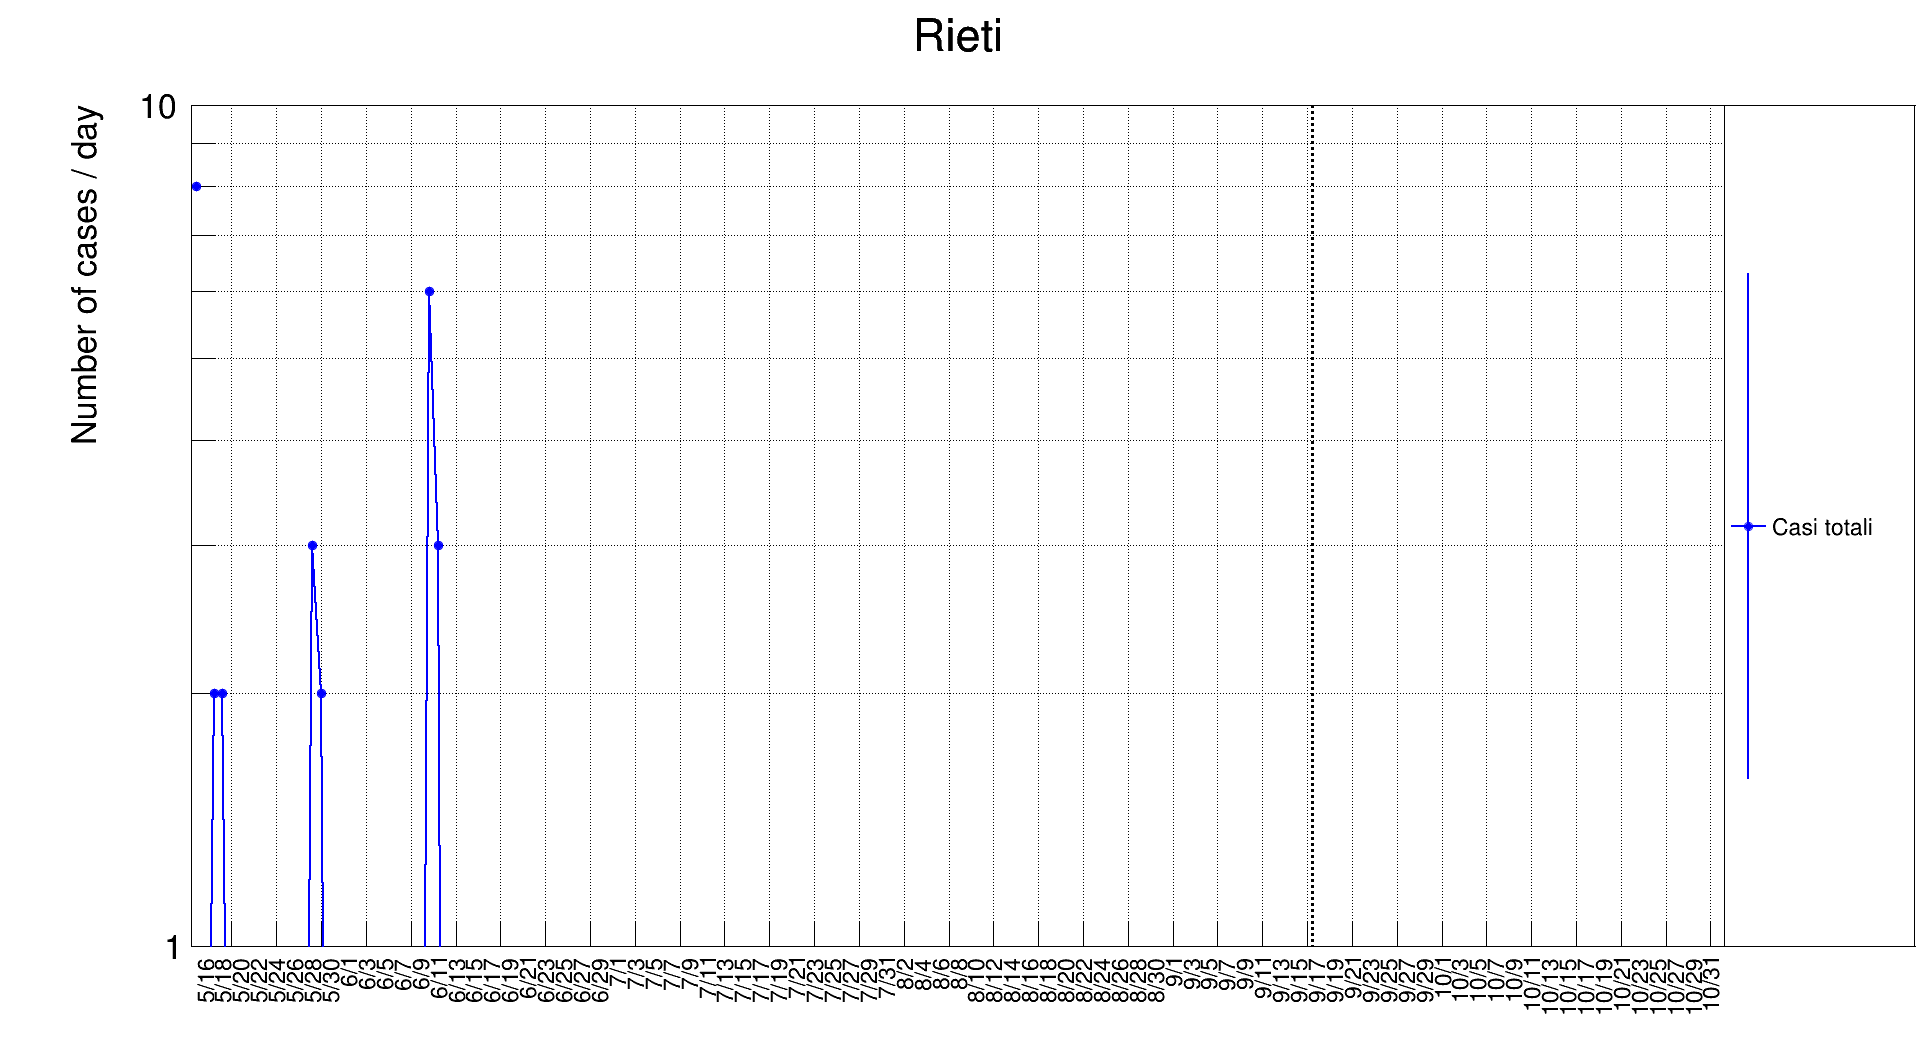 Rieti
Number of cases / day
10
1
5/16 5/18 5/20 5/22 5/24 5/26 5/28 5/30 6/1 6/3 6/5 6/7 6/9 6/11 6/13 6/15 6/17 6/19 6/21 6/23 6/25 6/27 6/29 7/1 7/3 7/5 7/7 7/9 7/11 7/13 7/15 7/17 7/19 7/21 7/23 7/25 7/27 7/29 7/31 8/2 8/4 8/6 8/8 8/10 8/12 8/14 8/16 8/18 8/20 8/22 8/24 8/26 8/28 8/30 9/1 9/3 9/5 9/7 9/9 9/11 9/13 9/15 9/17 9/19 9/21 9/23 9/25 9/27 9/29 10/1 10/3 10/5 10/7 10/9 10/11 10/13 10/15 10/17 10/19 10/21 10/23 10/25 10/27 10/29 10/31
Casi totali